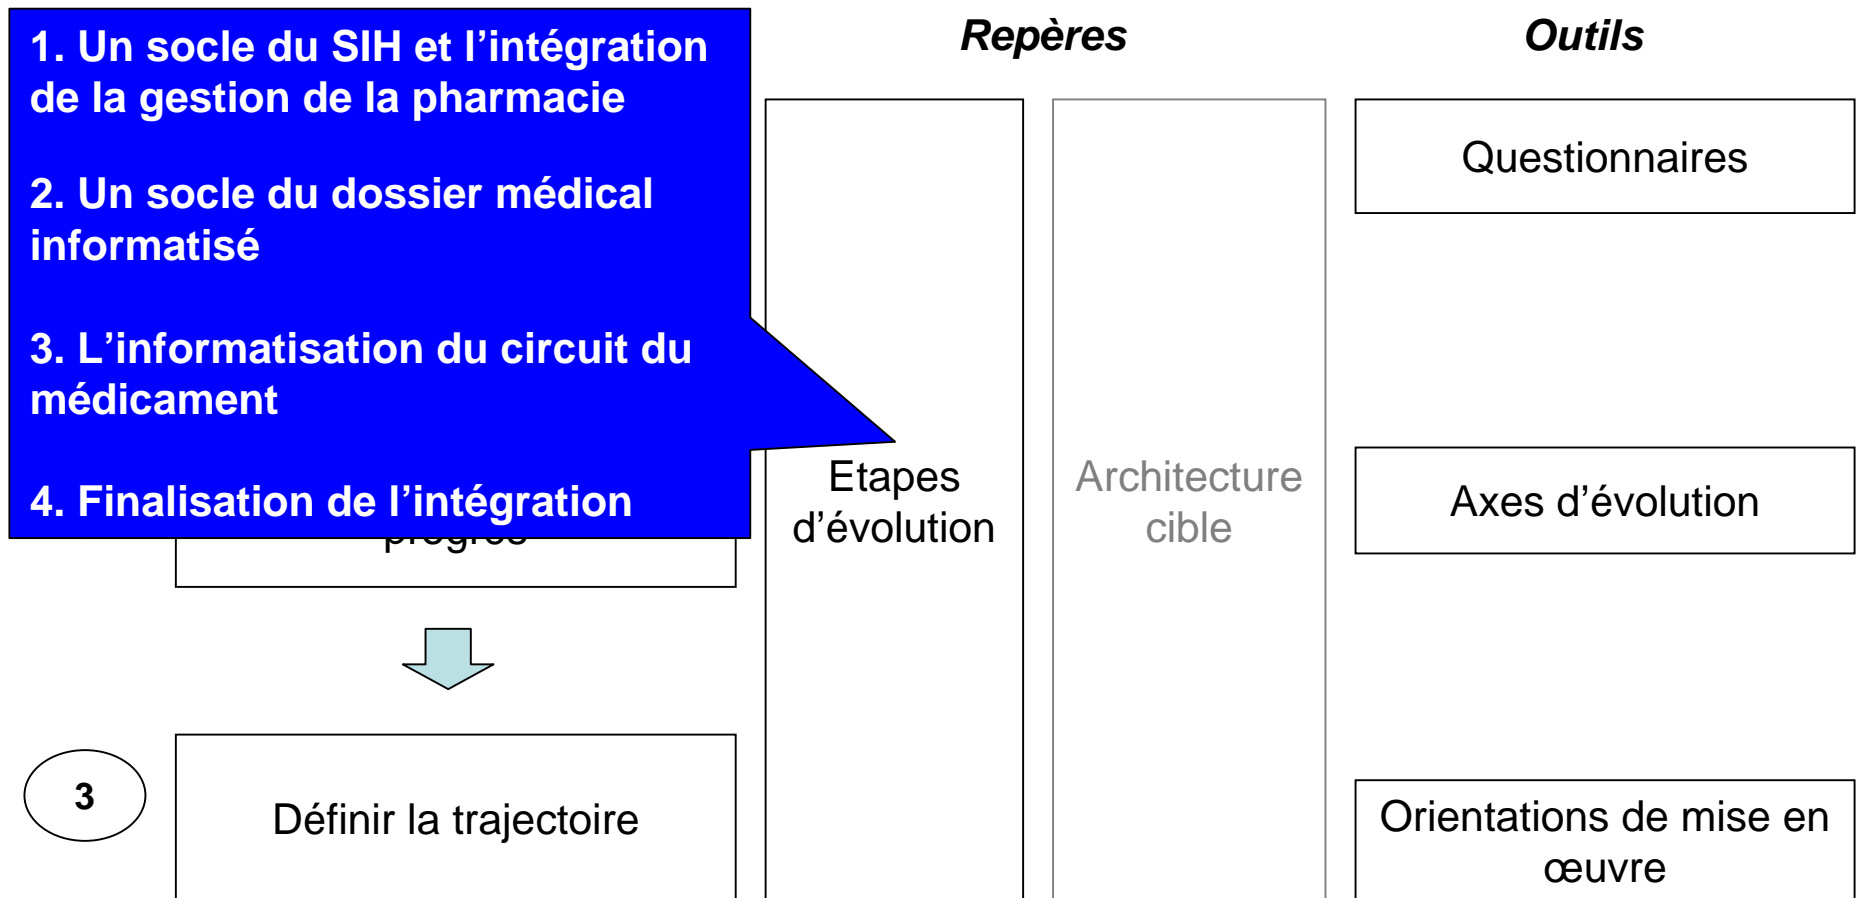 1. Un socle du SIH et l’intégration
de la gestion de la pharmacie
2. Un socle du dossier médical
informatisé
3. L’informatisation du circuit du
médicament
4. Finalisation de l’intégration
Repères
Outils
Etapes
d’évolution
Architecture
cible
Questionnaires
Axes d’évolution
progrès
3
Définir la trajectoire
Orientations de mise en
œuvre